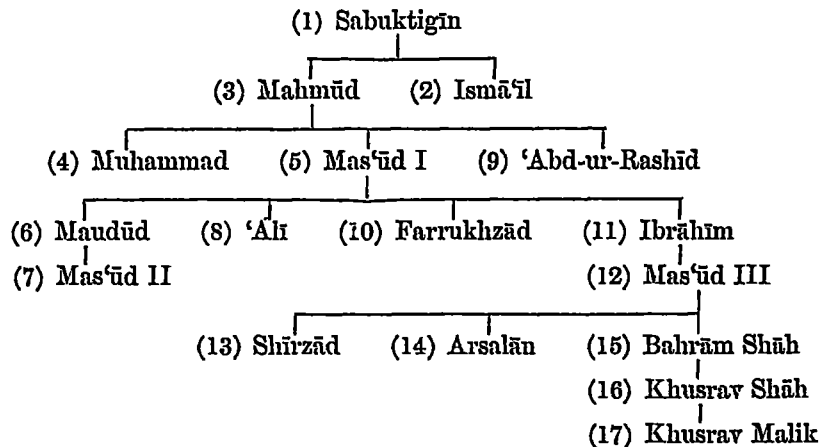 (1) Sabuktigīn
(3) Mahmūd (2) Ismā‘īl
(4) Muhammad (5) Mas‘ūd I (9) ‘Abd-ur-Rashīd
(6) Maudūd (8) ‘Alī (10) Farrukhzād (11) Ibrāhīm
(7) Mas‘ūd II (12) Mas‘ūd III
(13) Shīrzād (14) Arsalān (15) Bahrām Shāh
(16) Khusrav Shāh
(17) Khusrav Malik